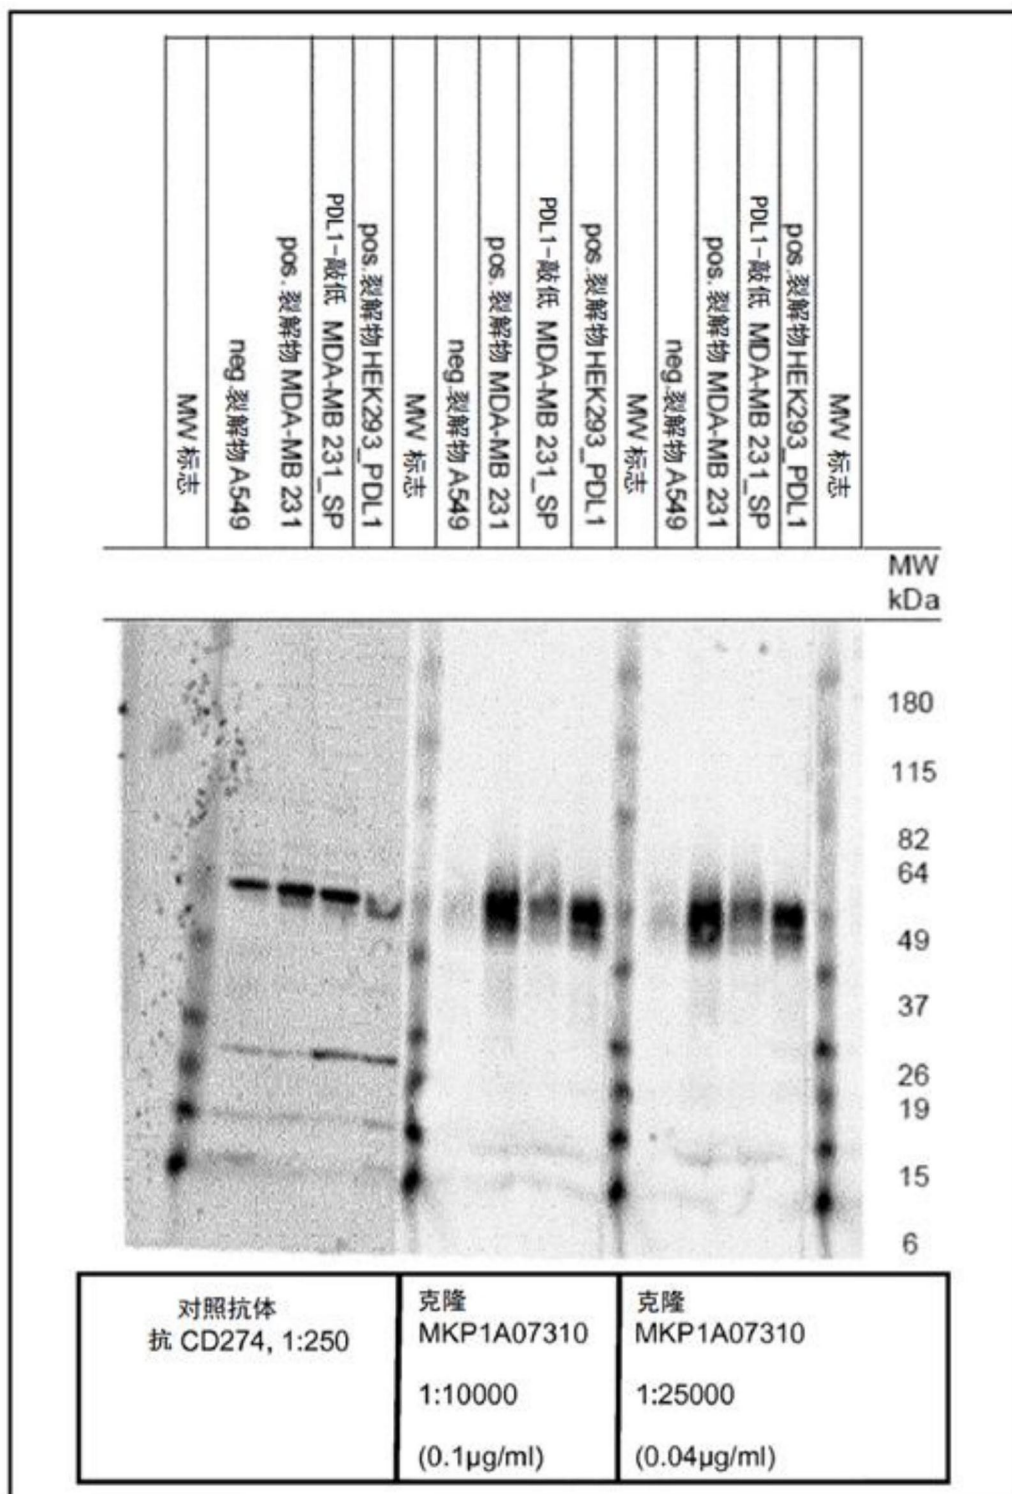 MW 标志
neg.裂解物 A549
pos.裂解物 MDA-MB 231
PDL1-敲低 MDA-MB 231_SP
pos.裂解物HEK293_PDL1
MW 标志
neg.裂解物 A549
pos.裂解物 MDA-MB 231
PDL1-敲低 MDA-MB 231_SP
pos.裂解物HEK293_PDL1
MW 标志
neg.裂解物 A549
pos.裂解物 MDA-MB 231
PDL1-敲低 MDA-MB 231_SP
pos.裂解物HEK293_PDL1
MW 标志
MW
kDa
180
115
82
64
49
37
26
19
15
6
对照抗体
抗 CD274, 1:250
克隆
MKP1A07310
1:10000
(0.1µg/ml)
克隆
MKP1A07310
1:25000
(0.04µg/ml)